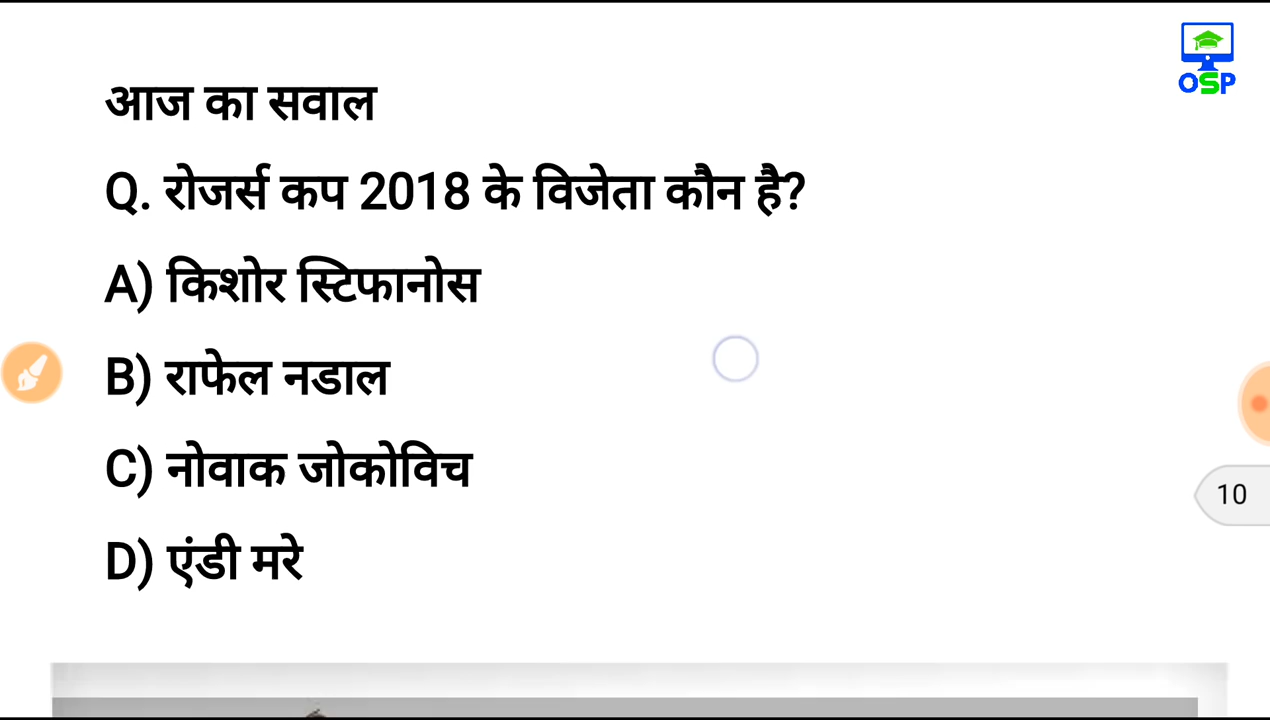 OSP
आज का सवाल
Q. रोजर्स कप 2018 के विजेता कौन है?
A) किशोर स्टिफानोस
B) राफेल नडाल
C) नोवाक जोकोविच
10
D) एंडी मरे